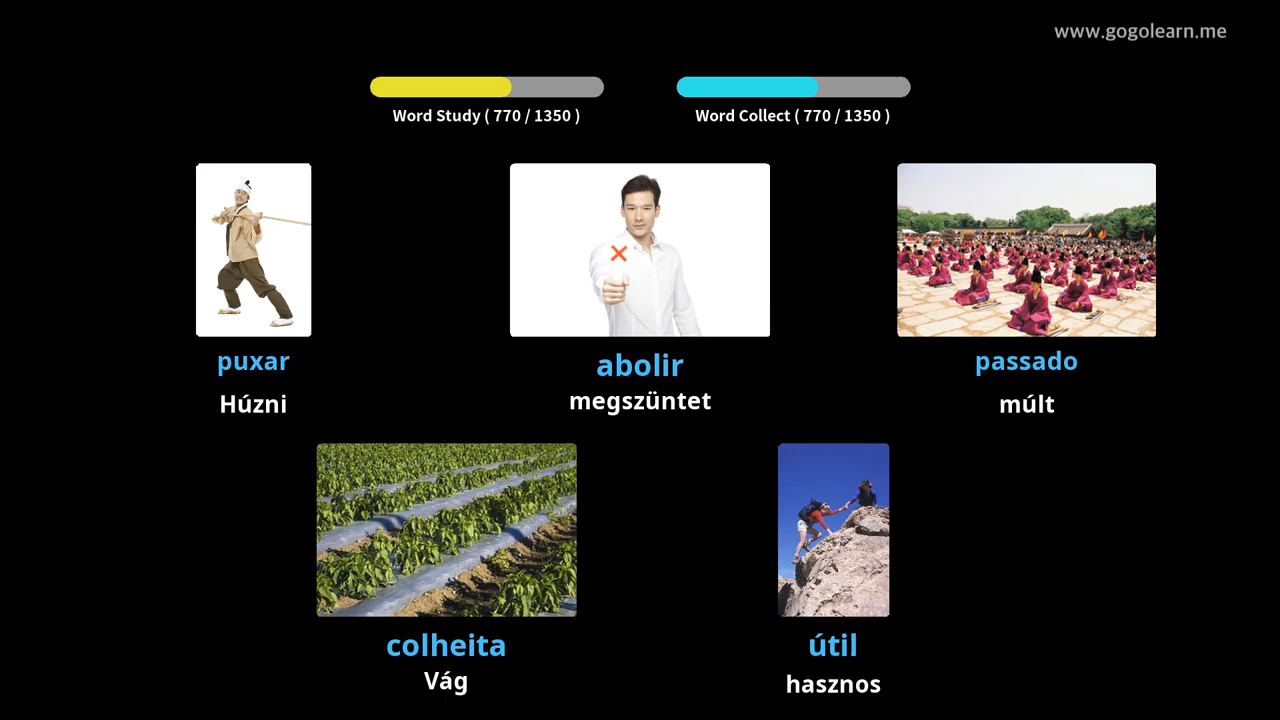 www.gogolearn.me
Word Study ( 770 / 1350 )
Word Collect ( 770 / 1350 )
puxar
Húzni
abolir
megszüntet
passado
múlt
colheita
Vág
útil
hasznos